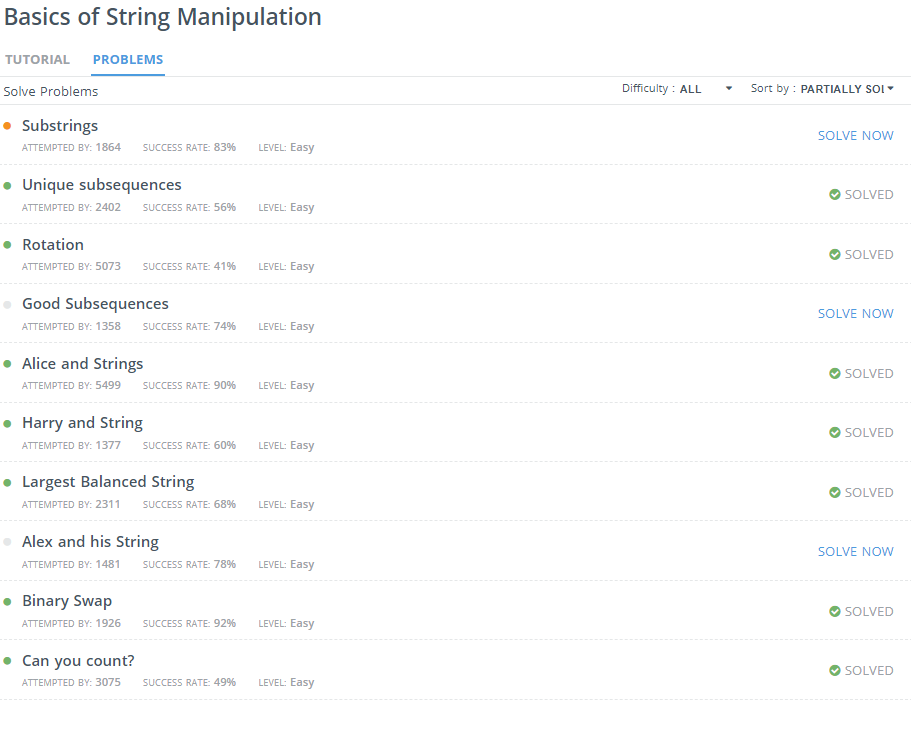 Basics of String Manipulation
TUTORIAL PROBLEMS
Solve Problems Difficulty : ALL Sort by : PARTIALLY SOL
Substrings
SOLVE NOW
ATTEMPTED BY: 1864 SUCCESS RATE: 83% LEVEL: Easy
Unique subsequences
SOLVED
ATTEMPTED BY: 2402 SUCCESS RATE: 56% LEVEL: Easy
Rotation
SOLVED
ATTEMPTED BY: 5073 SUCCESS RATE: 41% LEVEL: Easy
Good Subsequences
SOLVE NOW
ATTEMPTED BY: 1358 SUCCESS RATE: 74% LEVEL: Easy
Alice and Strings
SOLVED
ATTEMPTED BY: 5499 SUCCESS RATE: 90% LEVEL: Easy
Harry and String
SOLVED
ATTEMPTED BY: 1377 SUCCESS RATE: 60% LEVEL: Easy
Largest Balanced String
SOLVED
ATTEMPTED BY: 2311 SUCCESS RATE: 68% LEVEL: Easy
Alex and his String
SOLVE NOW
ATTEMPTED BY: 1481 SUCCESS RATE: 78% LEVEL: Easy
Binary Swap
SOLVED
ATTEMPTED BY: 1926 SUCCESS RATE: 92% LEVEL: Easy
Can you count?
SOLVED
ATTEMPTED BY: 3075 SUCCESS RATE: 49% LEVEL: Easy